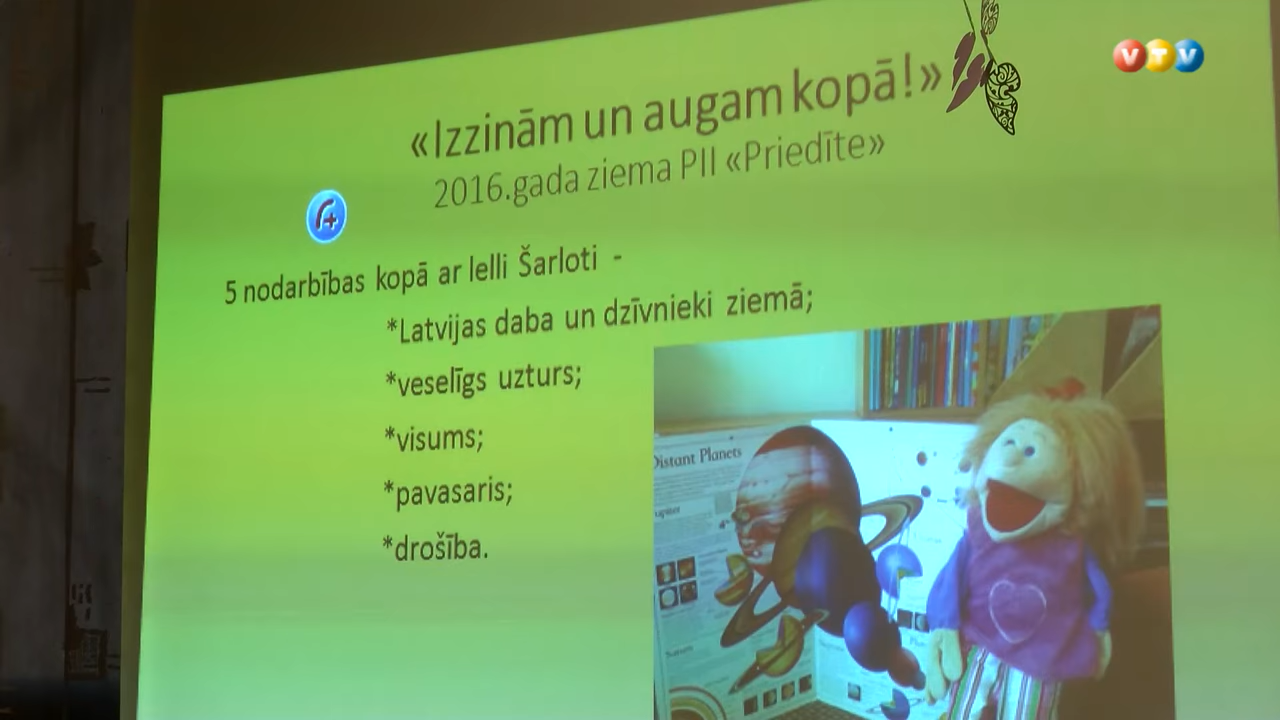 VTV
«Izzinām un augam kopā!»
2016.gada ziema PII «Priedīte»
5 nodarbības kopā ar lelli Šarloti -
*Latvijas daba un dzīvnieki ziemā;
*veselīgs uzturs;
*visums;
*pavasaris;
*drošība.
Distant Planets